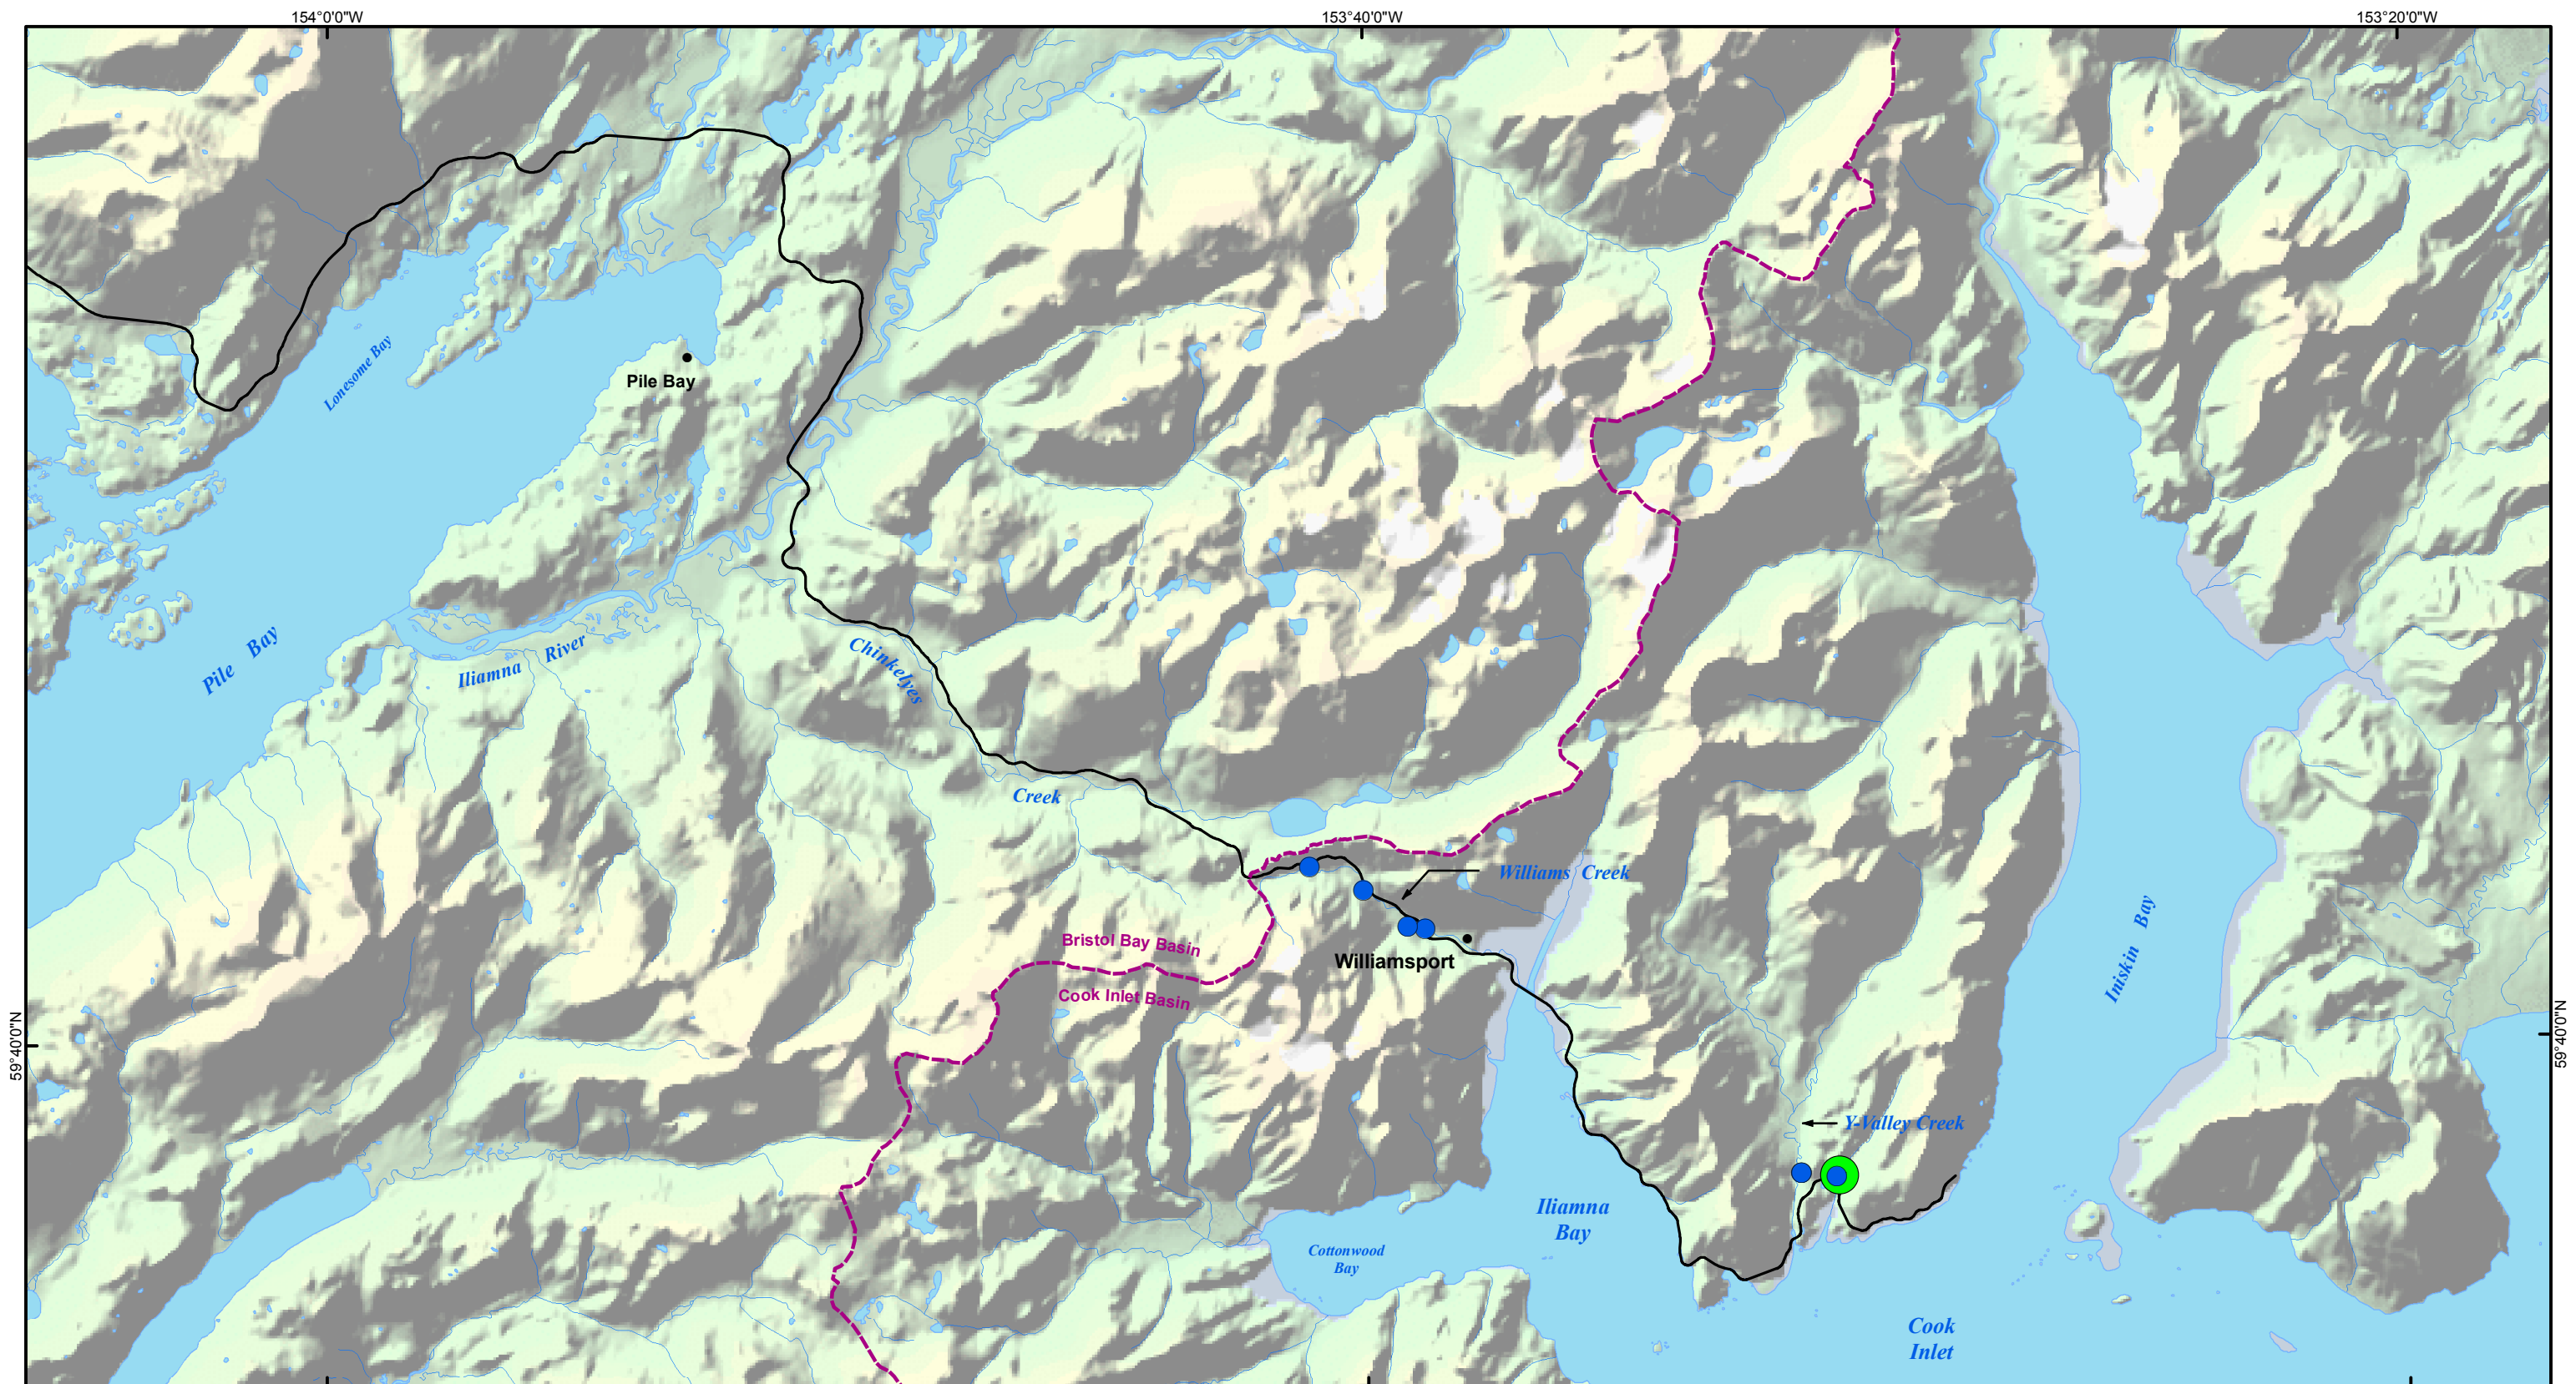 154°0'0"W
153°40'0"W
153°20'0"W
Lonesome Bay
Pile Bay
Pile Bay
Iliamna River
Chinkelyes
Creek
Williams Creek
Bristol Bay Basin
Cook Inlet Basin
Williamsport
Iniskin Bay
59°40'0"N
59°40'0"N
Y-Valley Creek
Iliamna
Bay
Cottonwood
Bay
Cook
Inlet